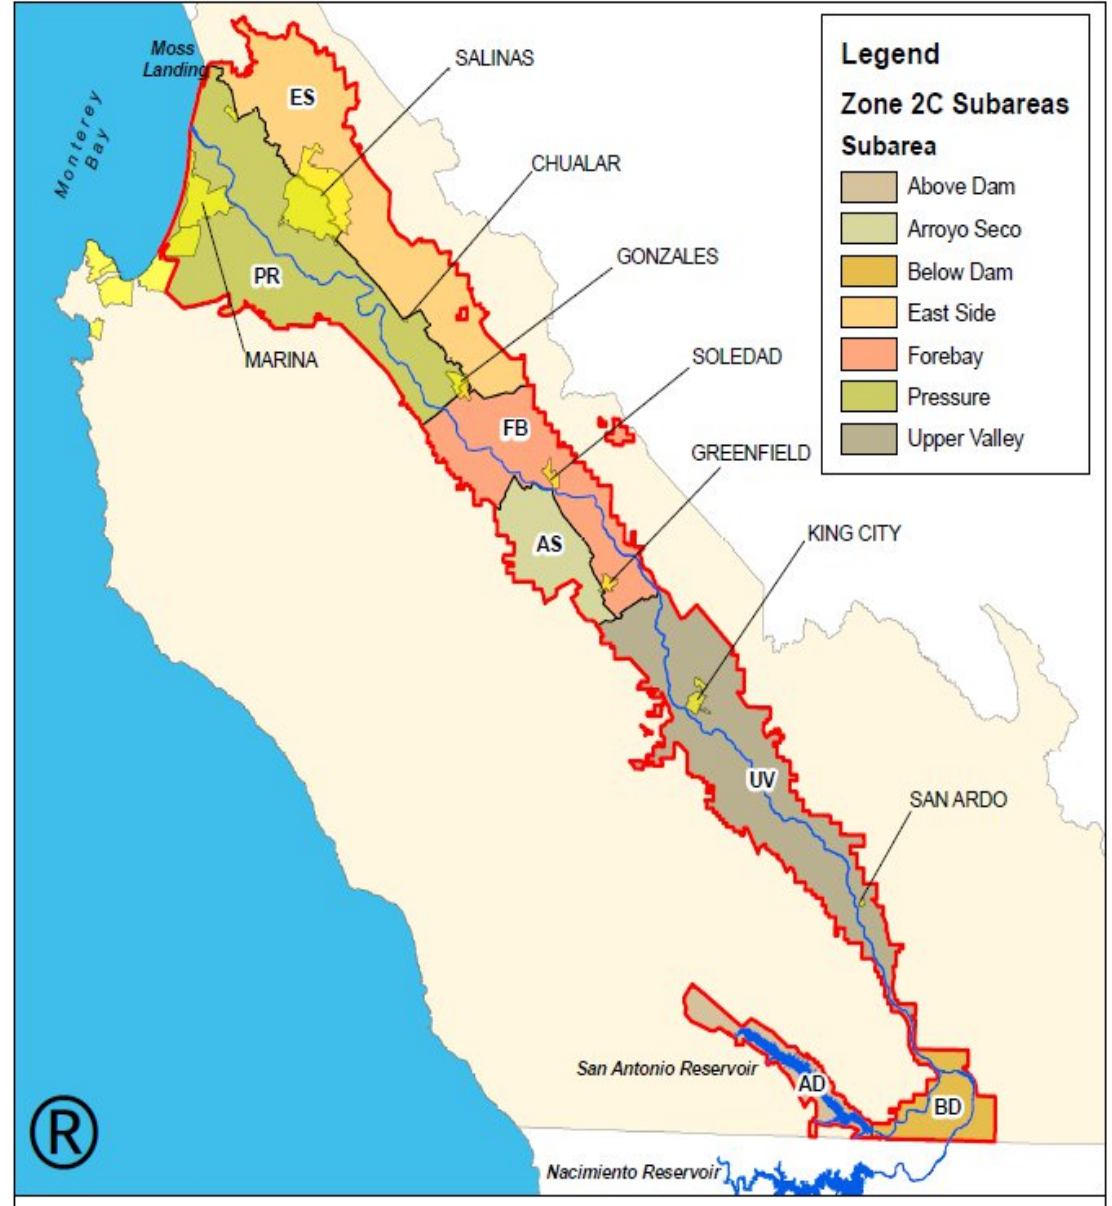 Moss
Landing
SALINAS
ES
Monterey
Bay
CHUALAR
GONZALES
PR
MARINA
SOLEDAD
FB
GREENFIELD
AS
KING CITY
UV
SAN ARDO
San Antonio Reservoir
AD
BD
Nacimiento Reservoir
®
Legend
Zone 2C Subareas
Subarea
Above Dam
Arroyo Seco
Below Dam
East Side
Forebay
Pressure
Upper Valley